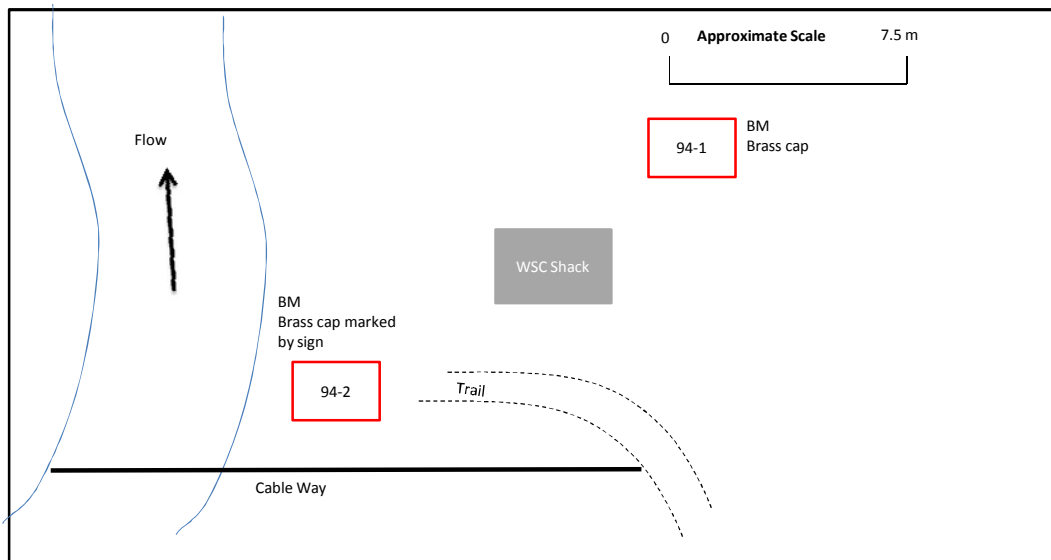 0 Approximate Scale 7.5 m
BM
Brass cap
94-1
Flow
WSC Shack
BM
Brass cap marked
by sign
94-2
Trail
Cable Way